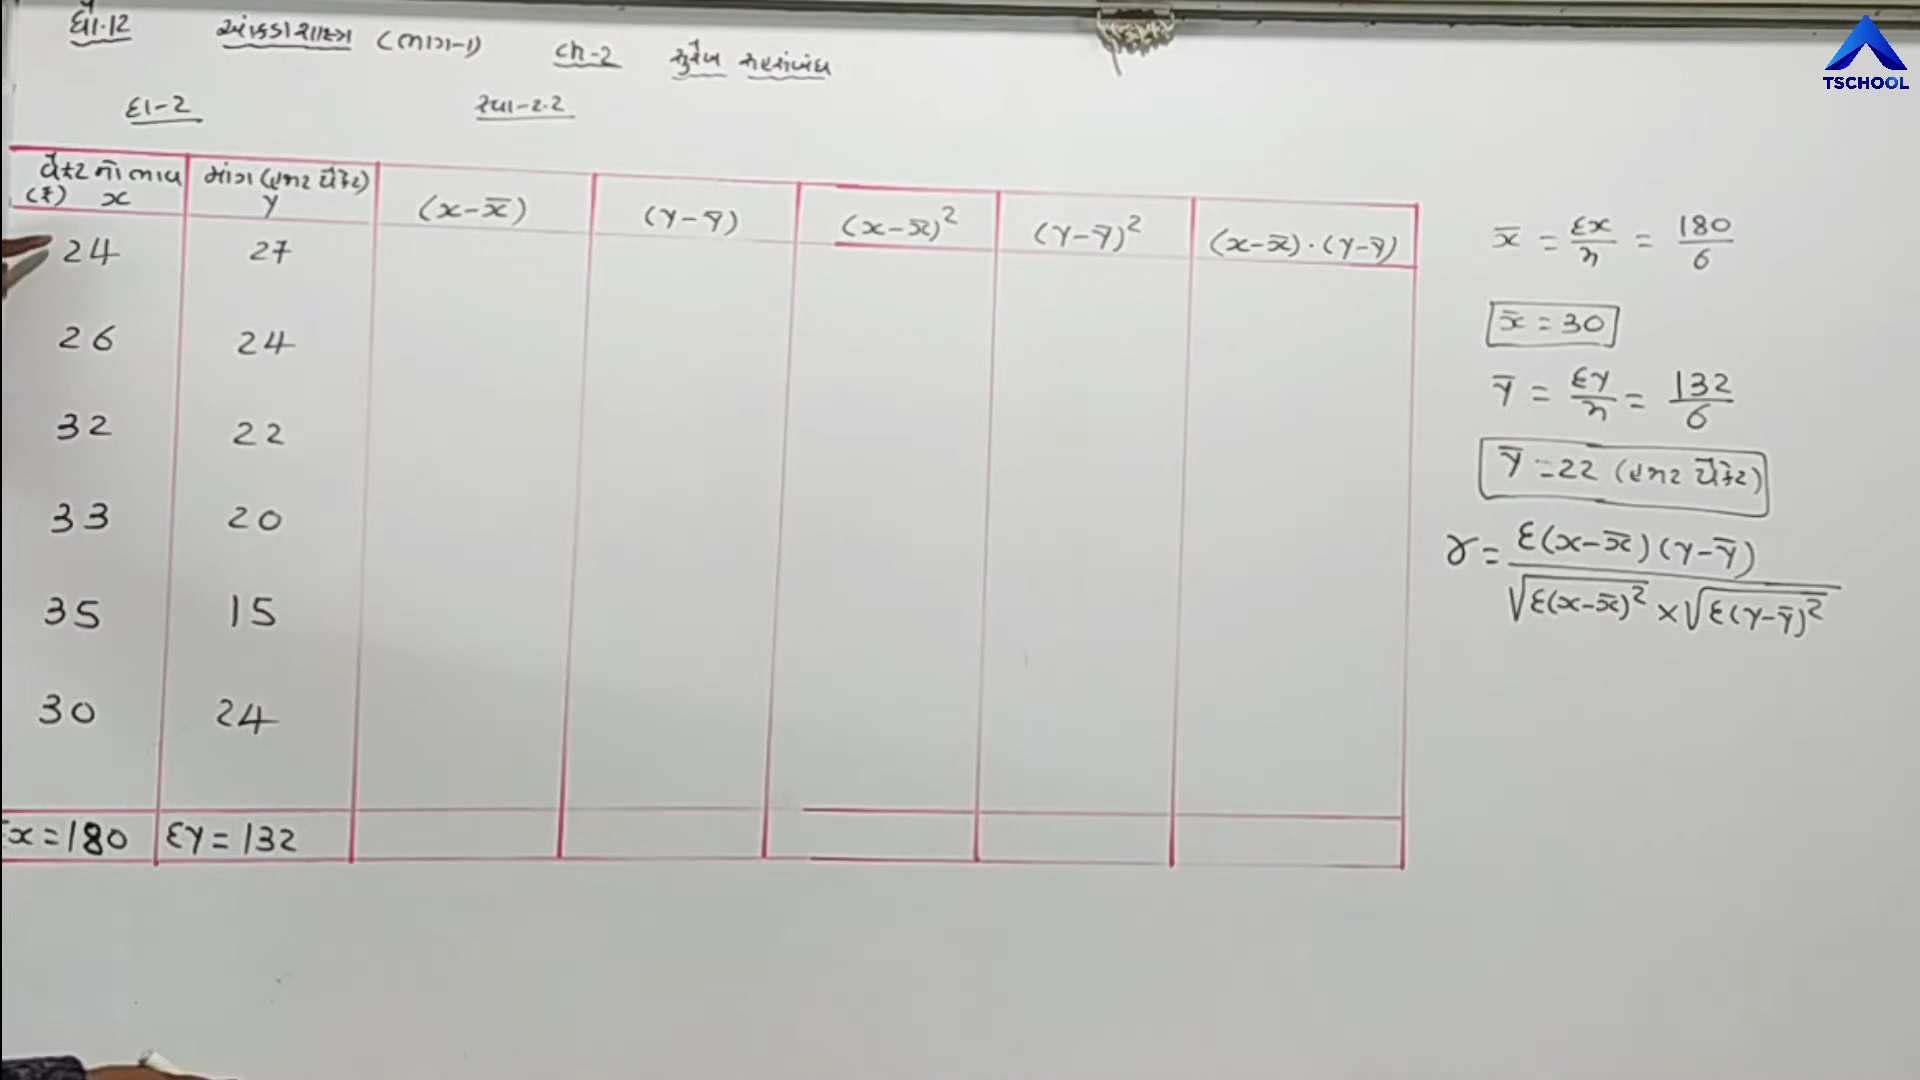 ધો-12 આંકડાશાસ્ત્ર (ભાગ-1) ch-2 સુરેખ સહસંબંધ
દા-2 સ્વા-2.2
TSCHOOL
પેકેટ નો ભાવ (₹) x
માંગ (હજાર પેકેટ) y
(x-x̄) (y-ȳ) (x-x̄)² (y-ȳ)² (x-x̄)·(y-ȳ)
24 27
26 24
32 22
33 20
35 15
30 24
Σx=180 Σy=132
x̄ = Σx/n = 180/6
x̄ = 30
ȳ = Σy/n = 132/6
ȳ = 22 (હજાર પેકેટ)
r = Σ(x-x̄)(y-ȳ) / √Σ(x-x̄)² × √Σ(y-ȳ)²